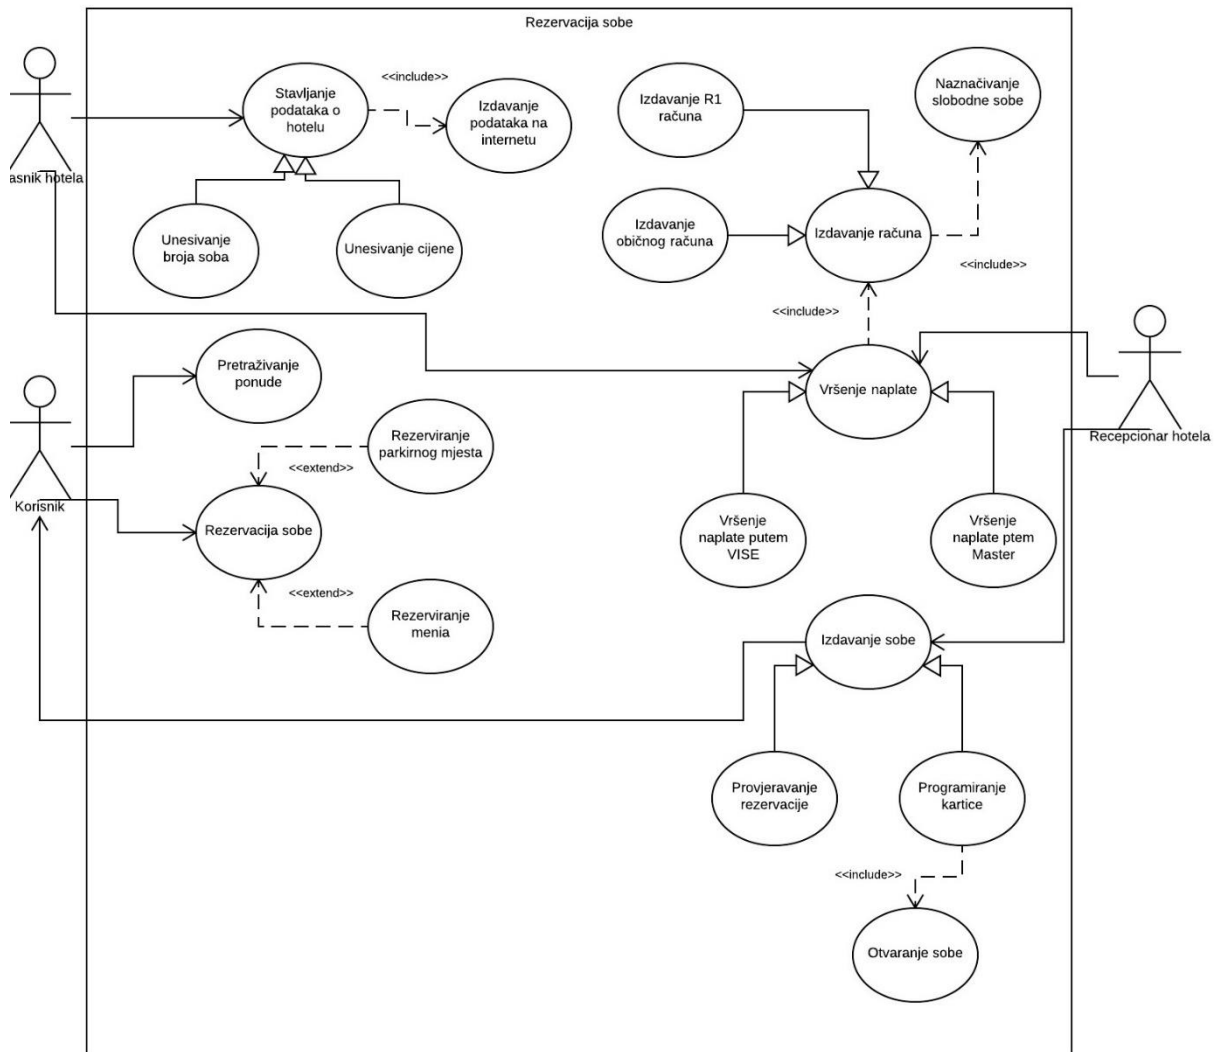 Rezervacija sobe
Stavljanje
podataka o
hotelu
<<include>>
Izdavanje
podataka na
internetu
Izdavanje R1
računa
Naznačivanje
slobodne sobe
asnik hotela
Unesivanje
broja soba
Unesivanje cijene
Izdavanje
običnog računa
Izdavanje računa
<<include>>
<<include>>
Pretraživanje
ponude
Vršenje naplate
Recepcionar hotela
Rezerviranje
parkirnog mjesta
<<extend>>
Korisnik
Rezervacija sobe
Vršenje
naplate putem
VISE
Vršenje
naplate ptem
Master
<<extend>>
Rezerviranje
menia
Izdavanje sobe
Provjeravanje
rezervacije
Programiranje
kartice
<<include>>
Otvaranje sobe